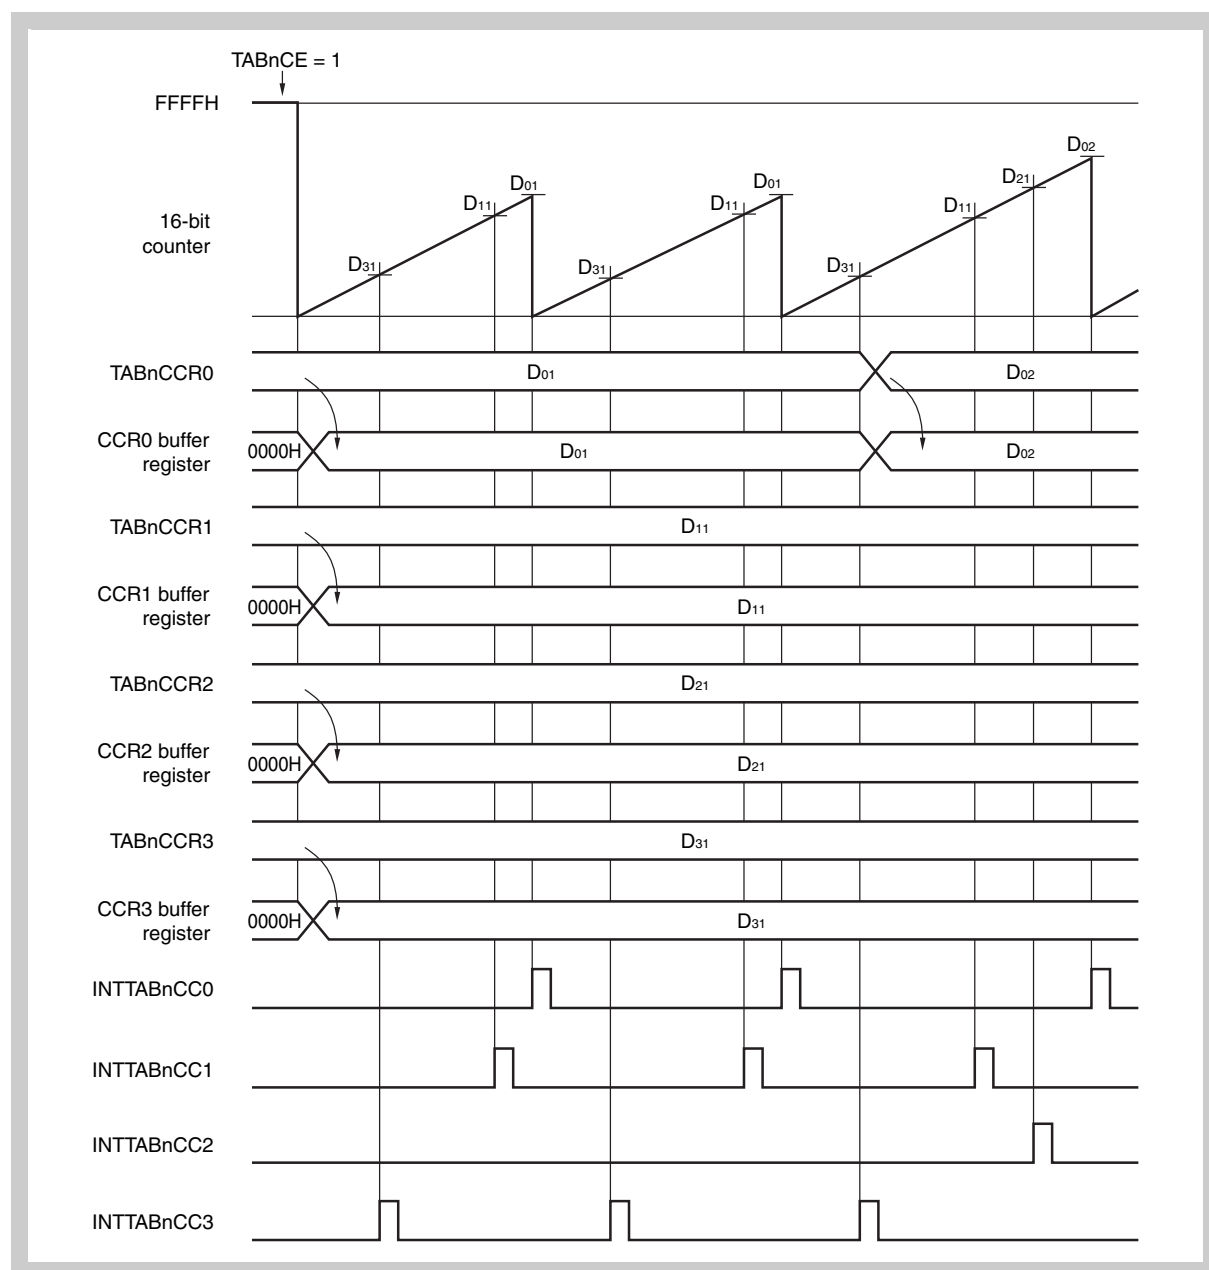 TABnCE = 1
FFFFH
16-bit
counter
D31
D11
D01
D31
D11
D01
D31
D11
D21
D02
TABnCCR0
D01
D02
CCR0 buffer
register
0000H
D01
D02
TABnCCR1
D11
CCR1 buffer
register
0000H
D11
TABnCCR2
D21
CCR2 buffer
register
0000H
D21
TABnCCR3
D31
CCR3 buffer
register
0000H
D31
INTTABnCC0
INTTABnCC1
INTTABnCC2
INTTABnCC3